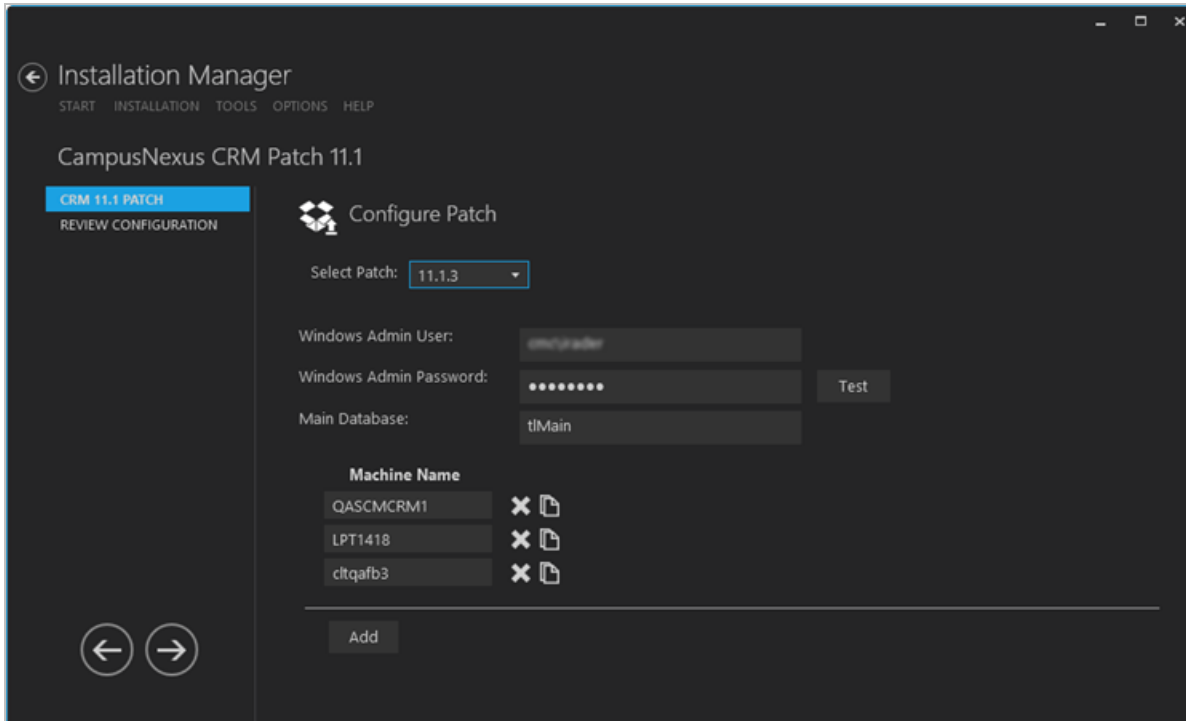 Installation Manager
START INSTALLATION TOOLS OPTIONS HELP
CampusNexus CRM Patch 11.1
CRM 11.1 PATCH
REVIEW CONFIGURATION
Configure Patch
Select Patch: 11.1.3
Windows Admin User:
Windows Admin Password: ●●●●●●●●
Test
Main Database: tlMain
Machine Name
QASCMCRM1
LPT1418
cltqafb3
Add